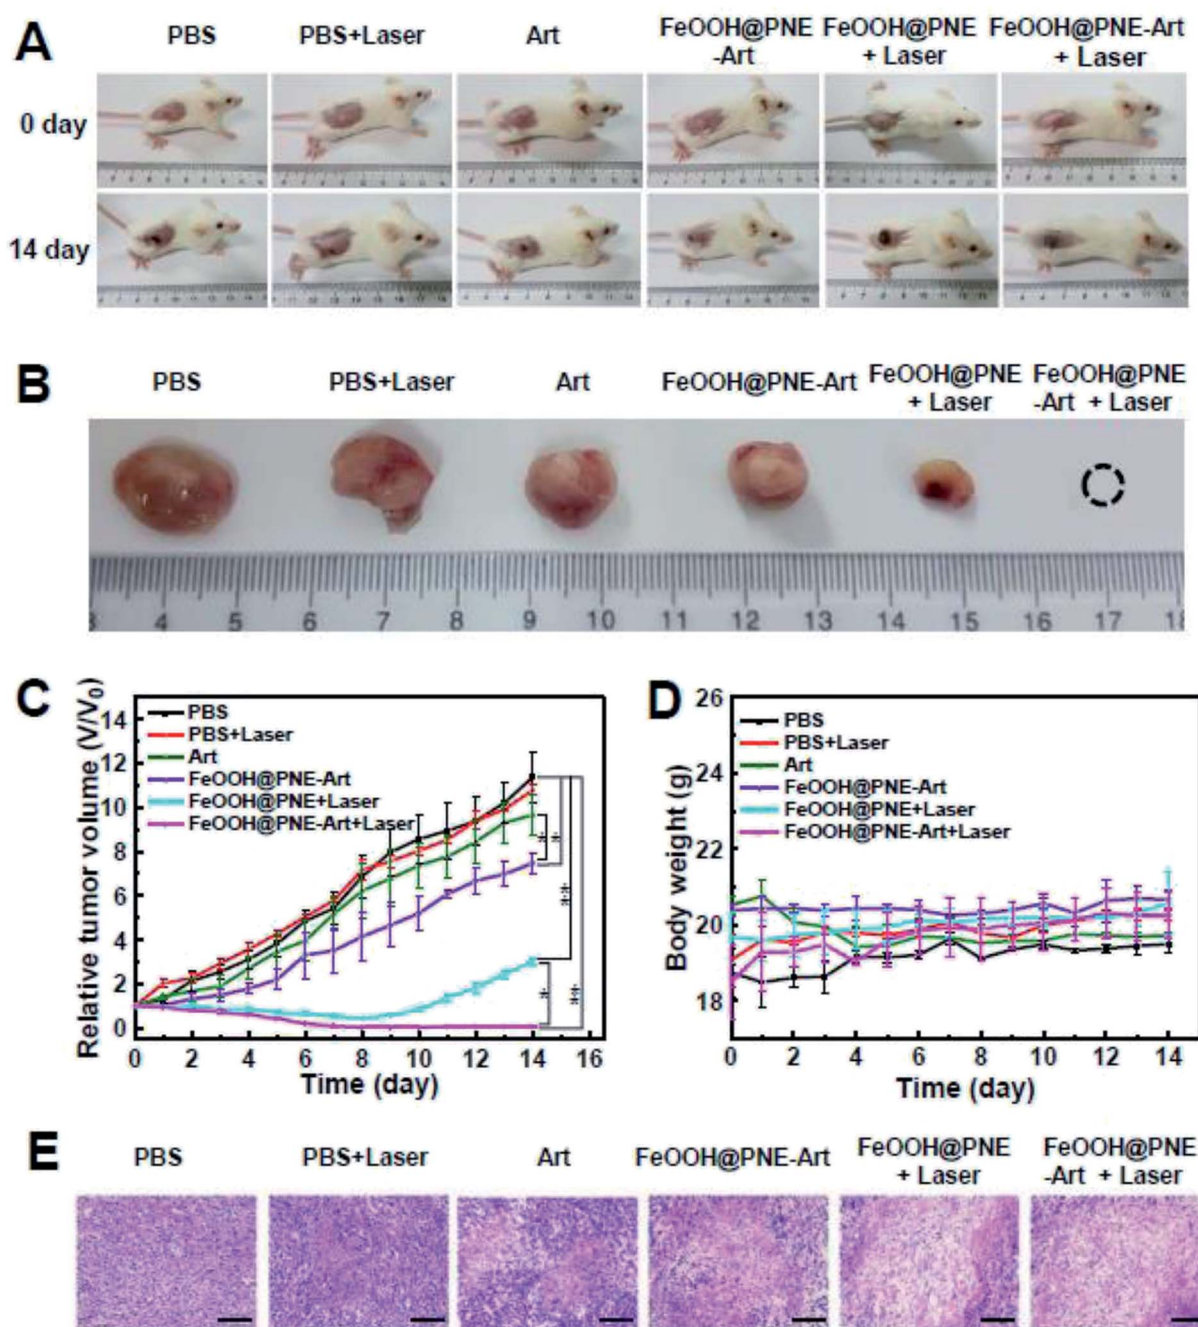 A
PBS
PBS+Laser
Art
FeOOH@PNE
-Art
FeOOH@PNE
+ Laser
FeOOH@PNE-Art
+ Laser
0 day
14 day
B
PBS
PBS+Laser
Art
FeOOH@PNE-Art
FeOOH@PNE
+ Laser
FeOOH@PNE
-Art + Laser
3 4 5 6 7 8 9 10 11 12 13 14 15 16 17 18
C
Relative tumor volume (V/V0)
14
12
10
8
6
4
2
0
PBS
PBS+Laser
Art
FeOOH@PNE-Art
FeOOH@PNE+Laser
FeOOH@PNE-Art+Laser
*
**
**
**
*
0 2 4 6 8 10 12 14 16
Time (day)
D
Body weight (g)
26
24
22
20
18
PBS
PBS+Laser
Art
FeOOH@PNE-Art
FeOOH@PNE+Laser
FeOOH@PNE-Art+Laser
0 2 4 6 8 10 12 14
Time (day)
E
PBS
PBS+Laser
Art
FeOOH@PNE-Art
FeOOH@PNE
+ Laser
FeOOH@PNE
-Art + Laser